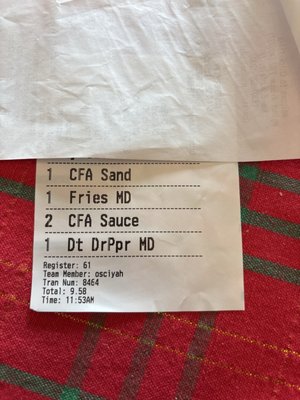 1 CFA Sand
1 Fries MD
2 CFA Sauce
1 Dt DrPpr MD
Register: 61
Team Member: osciyah
Tran Num: 8464
Total: 9.58
Time: 11:53AM